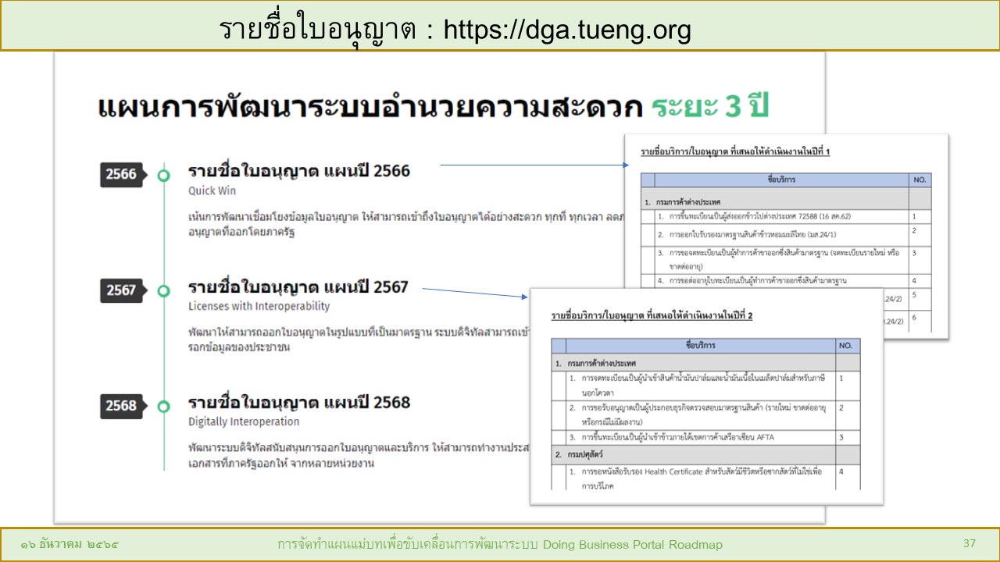 รายชื่อใบอนุญาต : https://dga.tueng.org
แผนการพัฒนาระบบอำนวยความสะดวก ระยะ 3 ปี
2566
รายชื่อใบอนุญาต แผนปี 2566
Quick Win
เน้นการพัฒนาเชื่อมโยงข้อมูลใบอนุญาต ให้สามารถเข้าถึงใบอนุญาตได้อย่างสะดวก ทุกที่ ทุกเวลา
อนุญาตที่ออกโดยภาครัฐ
2567
รายชื่อใบอนุญาต แผนปี 2567
Licenses with Interoperability
พัฒนาให้สามารถออกใบอนุญาตในรูปแบบที่เป็นมาตรฐาน ระบบดิจิทัลสามารถ
รอกข้อมูลของประชาชน
2568
รายชื่อใบอนุญาต แผนปี 2568
Digitally Interoperation
พัฒนาระบบดิจิทัลสนับสนุนการออกใบอนุญาตและบริการ ให้สามารถทำงาน
เอกสารที่ภาครัฐออกให้ จากหลายหน่วยงาน
รายชื่อบริการ/ใบอนุญาต ที่เสนอให้ดำเนินงานในปีที่ 1
ชื่อบริการ NO.
1. กรมการค้าต่างประเทศ
1. การขึ้นทะเบียนเป็นผู้ส่งออกข้าวไปต่างประเทศ 72588 (16 สค.62) 1
2. การออกใบรับรองมาตรฐานสินค้าข้าวหอมมะลิไทย (มส.24/1) 2
3. การขอจดทะเบียนเป็นผู้ทำการค้าขาออกซึ่งสินค้ามาตรฐาน (จดทะเบียนรายใหม่ หรือ 3
ขาดต่ออายุ)
4. การขอต่ออายุใบทะเบียนเป็นผู้ทำการค้าขาออกซึ่งสินค้ามาตรฐาน 4
.24/2) 5
.24/2) 6
รายชื่อบริการ/ใบอนุญาต ที่เสนอให้ดำเนินงานในปีที่ 2
ชื่อบริการ NO.
1. กรมการค้าต่างประเทศ
1. การจดทะเบียนเป็นผู้นำเข้าสินค้าน้ำมันปาล์มและน้ำมันเนื้อในเมล็ดปาล์มสำหรับภาษี 1
นอกโควตา
2. การขอรับอนุญาตเป็นผู้ประกอบธุรกิจตรวจสอบมาตรฐานสินค้า (รายใหม่ ขาดต่ออายุ 2
หรือกรณีไม่มีผลงาน)
3. การขึ้นทะเบียนเป็นผู้นำเข้าข้าวภายใต้เขตการค้าเสรีอาเซียน AFTA 3
2. กรมปศุสัตว์
1. การขอหนังสือรับรอง Health Certificate สำหรับสัตว์มีชีวิตหรือซากสัตว์ที่ไม่ใช่เพื่อ 4
การบริโภค
๑๖ ธันวาคม ๒๕๖๕
การจัดทำแผนแม่บทเพื่อขับเคลื่อนการพัฒนาระบบ Doing Business Portal Roadmap
37